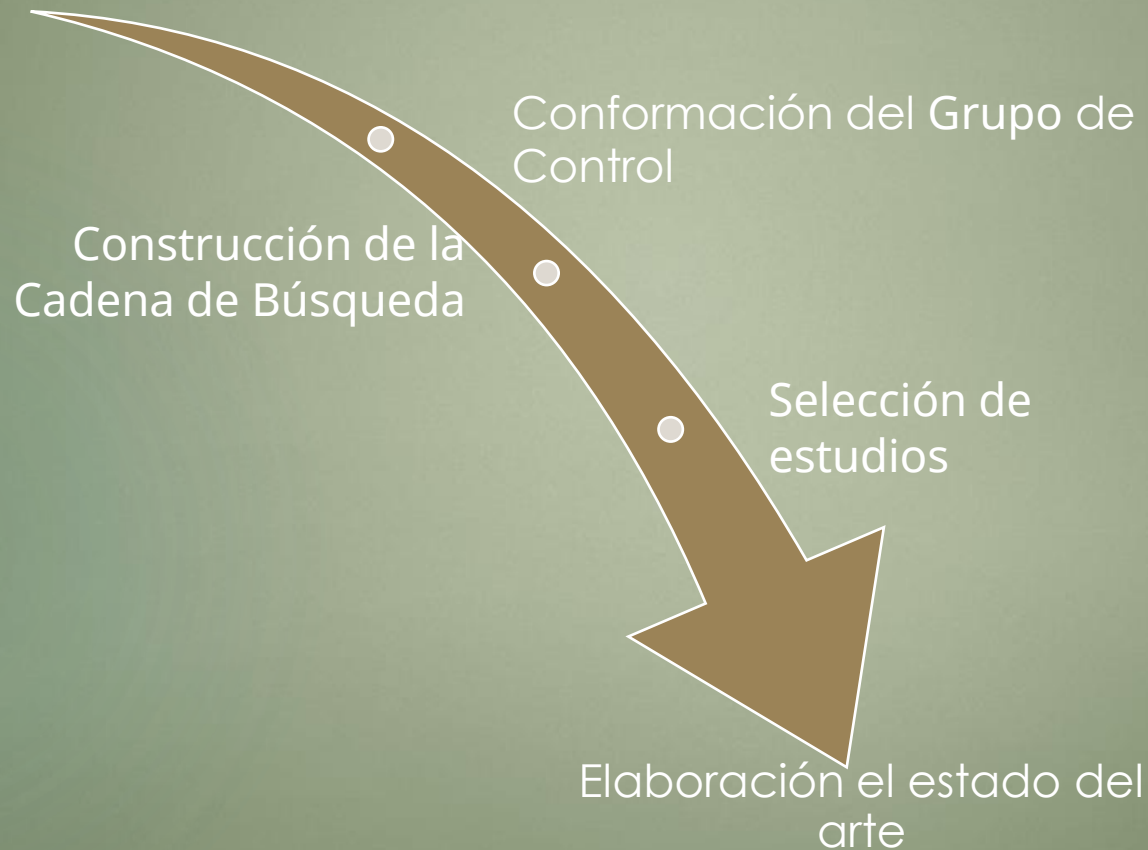 Conformación del Grupo de
Control
Construcción de la
Cadena de Búsqueda
Selección de
estudios
Elaboración el estado del
arte